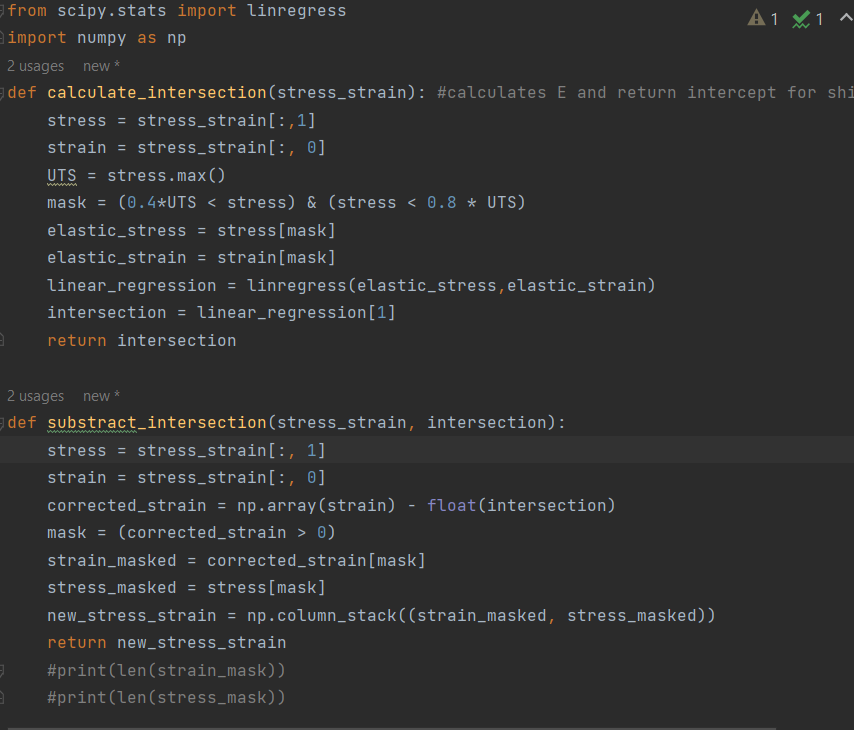 from scipy.stats import linregress
1 1
import numpy as np
2 usages new *
def calculate_intersection(stress_strain): #calculates E and return intercept for shi
    stress = stress_strain[:,1]
    strain = stress_strain[:, 0]
    UTS = stress.max()
    mask = (0.4*UTS < stress) & (stress < 0.8 * UTS)
    elastic_stress = stress[mask]
    elastic_strain = strain[mask]
    linear_regression = linregress(elastic_stress,elastic_strain)
    intersection = linear_regression[1]
    return intersection
2 usages new *
def substract_intersection(stress_strain, intersection):
    stress = stress_strain[:, 1]
    strain = stress_strain[:, 0]
    corrected_strain = np.array(strain) - float(intersection)
    mask = (corrected_strain > 0)
    strain_masked = corrected_strain[mask]
    stress_masked = stress[mask]
    new_stress_strain = np.column_stack((strain_masked, stress_masked))
    return new_stress_strain
    #print(len(strain_mask))
    #print(len(stress_mask))